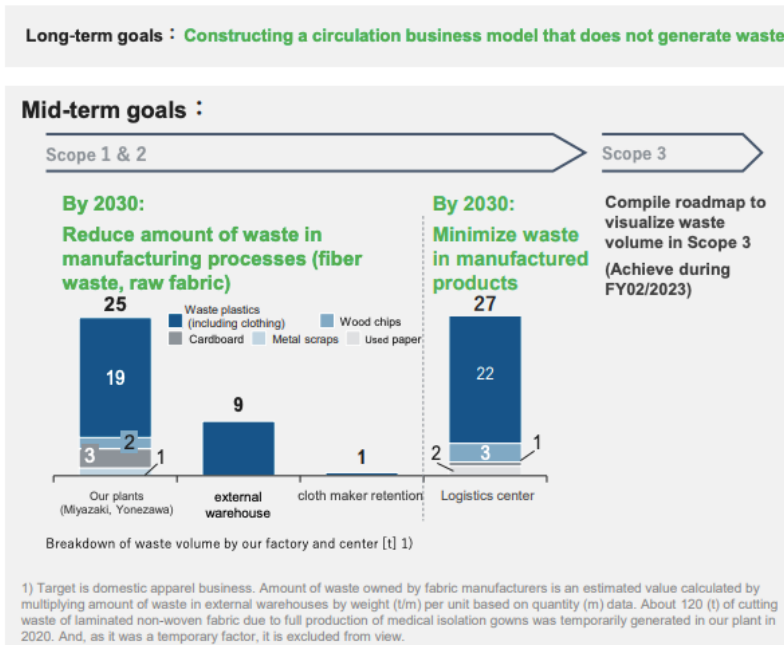 Long-term goals： Constructing a circulation business model that does not generate waste
Mid-term goals：
Scope 1 & 2
Scope 3
By 2030:
Reduce amount of waste in
manufacturing processes (fiber
waste, raw fabric)
By 2030:
Minimize waste
in manufactured
products
Compile roadmap to
visualize waste
volume in Scope 3
(Achieve during
FY02/2023)
25
27
Waste plastics
(including clothing)
Wood chips
Cardboard
Metal scraps
Used paper
19
2
3
1
9
1
22
3
1
2
Our plants
(Miyazaki, Yonezawa)
external
warehouse
cloth maker retention
Logistics center
Breakdown of waste volume by our factory and center [t] 1)
1) Target is domestic apparel business. Amount of waste owned by fabric manufacturers is an estimated value calculated by
multiplying amount of waste in external warehouses by weight (t/m) per unit based on quantity (m) data. About 120 (t) of cutting
waste of laminated non-woven fabric due to full production of medical isolation gowns was temporarily generated in our plant in
2020. And, as it was a temporary factor, it is excluded from view.